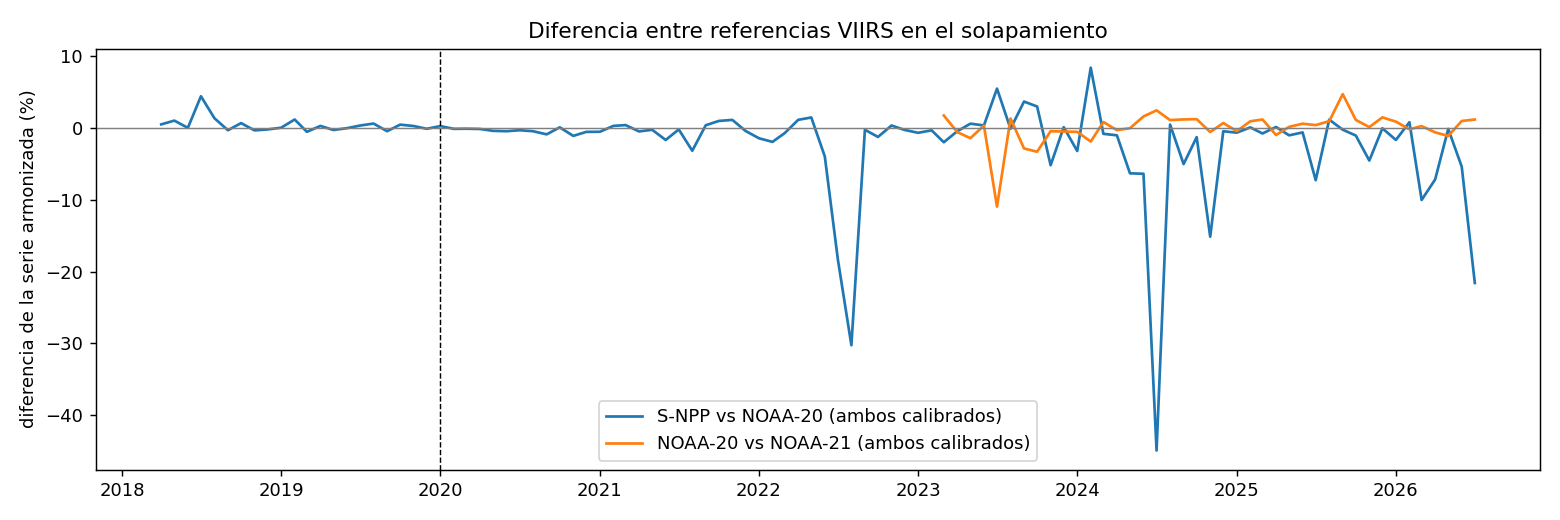 Diferencia entre referencias VIIRS en el solapamiento
diferencia de la serie armonizada (%)
10
0
−10
−20
−30
−40
S-NPP vs NOAA-20 (ambos calibrados)
NOAA-20 vs NOAA-21 (ambos calibrados)
2018 2019 2020 2021 2022 2023 2024 2025 2026